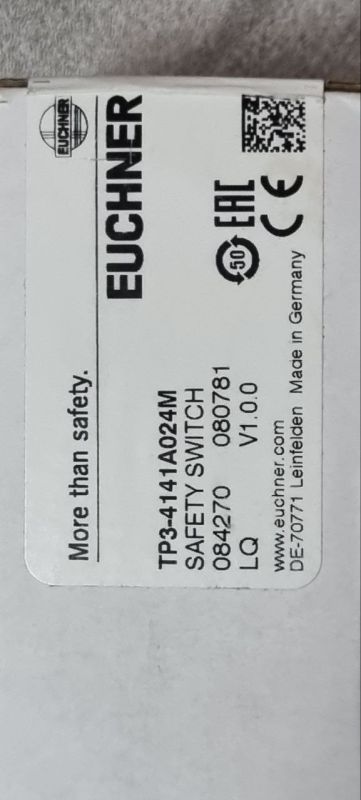 More than safety.
EUCHNER
EUCHNER
TP3-4141A024M
SAFETY SWITCH
084270 080781
LQ V1.0.0
50
EAC
CE
www.euchner.com
DE-70771 Leinfelden Made in Germany